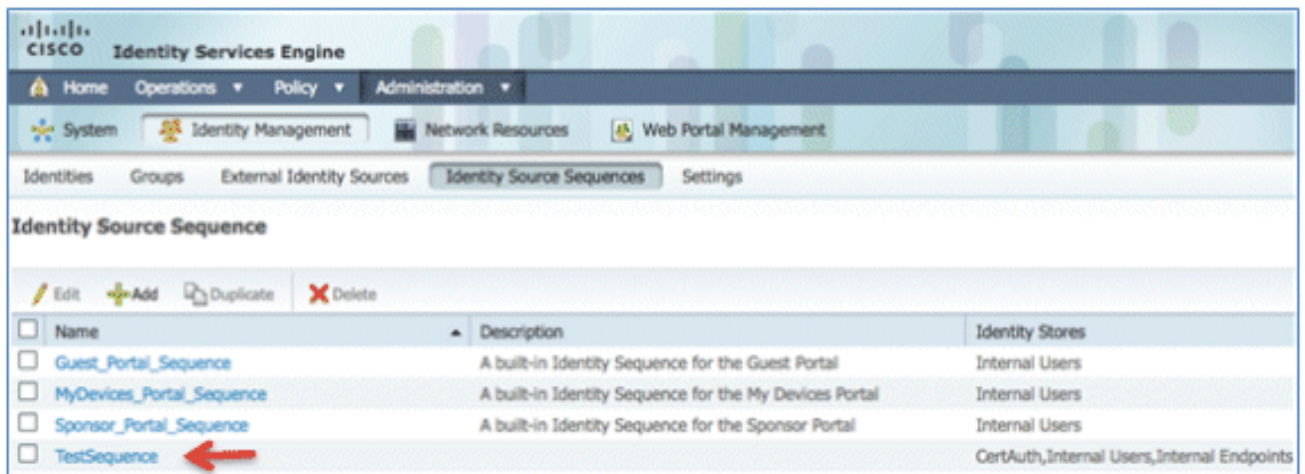 CISCO Identity Services Engine
Home Operations Policy Administration
System Identity Management Network Resources Web Portal Management
Identities Groups External Identity Sources Identity Source Sequences Settings
Identity Source Sequence
Edit Add Duplicate Delete
Name Description Identity Stores
Guest_Portal_Sequence A built-in Identity Sequence for the Guest Portal Internal Users
MyDevices_Portal_Sequence A built-in Identity Sequence for the My Devices Portal Internal Users
Sponsor_Portal_Sequence A built-in Identity Sequence for the Sponsor Portal Internal Users
TestSequence CertAuth,Internal Users,Internal Endpoints